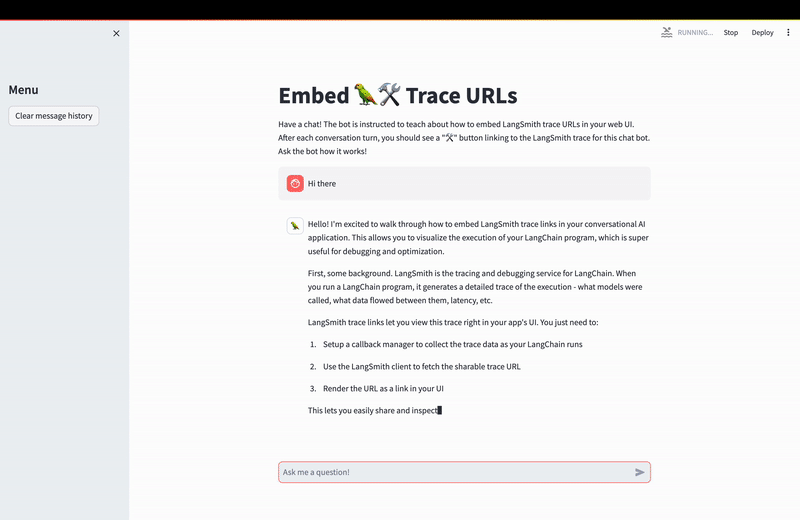 RUNNING...
Stop
Deploy
Menu
Clear message history
Embed 🦜🛠️ Trace URLs
Have a chat! The bot is instructed to teach about how to embed LangSmith trace URLs in your web UI.
After each conversation turn, you should see a "🛠️" button linking to the LangSmith trace for this chat bot.
Ask the bot how it works!
Hi there
Hello! I'm excited to walk through how to embed LangSmith trace links in your conversational AI
application. This allows you to visualize the execution of your LangChain program, which is super
useful for debugging and optimization.
First, some background. LangSmith is the tracing and debugging service for LangChain. When
you run a LangChain program, it generates a detailed trace of the execution - what models were
called, what data flowed between them, latency, etc.
LangSmith trace links let you view this trace right in your app's UI. You just need to:
1. Setup a callback manager to collect the trace data as your LangChain runs
2. Use the LangSmith client to fetch the sharable trace URL
3. Render the URL as a link in your UI
This lets you easily share and inspect
Ask me a question!